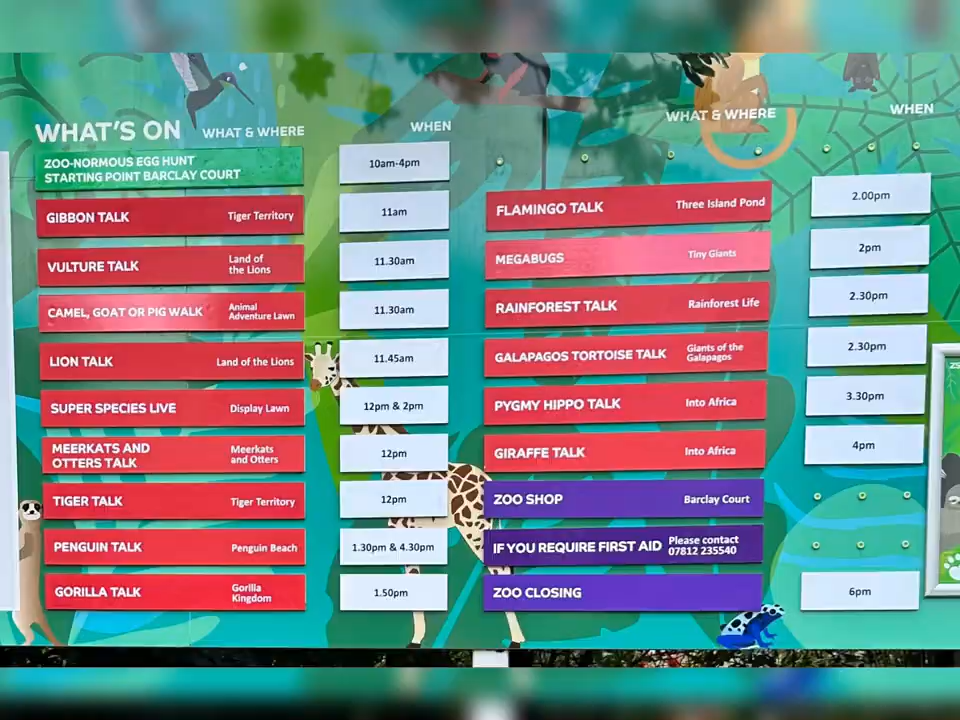 WHAT'S ON WHAT & WHERE WHEN
ZOO-NORMOUS EGG HUNT
STARTING POINT BARCLAY COURT
10am-4pm
GIBBON TALK Tiger Territory 11am
VULTURE TALK Land of
the Lions
11.30am
CAMEL, GOAT OR PIG WALK Animal
Adventure Lawn
11.30am
LION TALK Land of the Lions 11.45am
SUPER SPECIES LIVE Display Lawn 12pm & 2pm
MEERKATS AND
OTTERS TALK
Meerkats
and Otters
12pm
TIGER TALK Tiger Territory 12pm
PENGUIN TALK Penguin Beach 1.30pm & 4.30pm
GORILLA TALK Gorilla
Kingdom
1.50pm
WHAT & WHERE WHEN
FLAMINGO TALK Three Island Pond 2.00pm
MEGABUGS Tiny Giants 2pm
RAINFOREST TALK Rainforest Life 2.30pm
GALAPAGOS TORTOISE TALK Giants of the
Galapagos
2.30pm
PYGMY HIPPO TALK Into Africa 3.30pm
GIRAFFE TALK Into Africa 4pm
ZOO SHOP Barclay Court
IF YOU REQUIRE FIRST AID Please contact
07812 235540
ZOO CLOSING 6pm